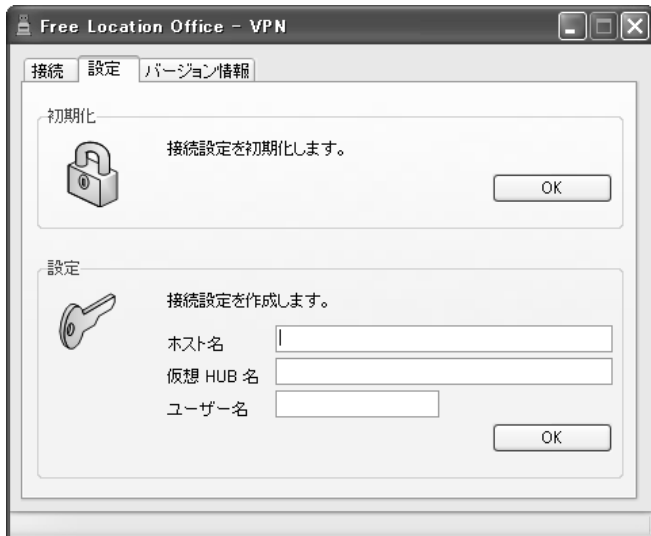 Free Location Office - VPN
接続 設定 バージョン情報
初期化
接続設定を初期化します。
OK
設定
接続設定を作成します。
ホスト名
仮想 HUB 名
ユーザー名
OK